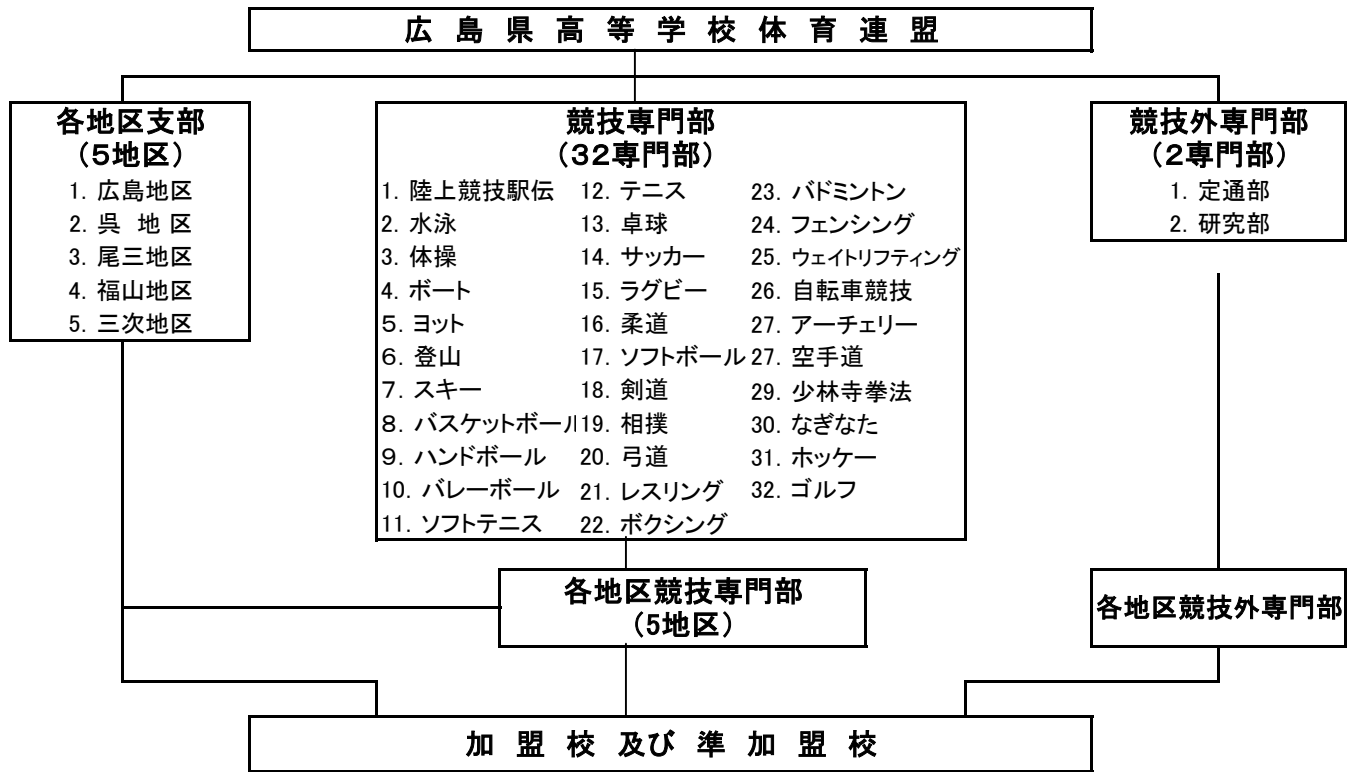 広島県高等学校体育連盟
各地区支部
（5地区）
1. 広島地区
2. 呉 地 区
3. 尾三地区
4. 福山地区
5. 三次地区
競技専門部
（32専門部）
1. 陸上競技駅伝
2. 水泳
3. 体操
4. ボート
5. ヨット
6. 登山
7. スキー
8. バスケットボール
9. ハンドボール
10. バレーボール
11. ソフトテニス
12. テニス
13. 卓球
14. サッカー
15. ラグビー
16. 柔道
17. ソフトボール
18. 剣道
19. 相撲
20. 弓道
21. レスリング
22. ボクシング
23. バドミントン
24. フェンシング
25. ウェイトリフティング
26. 自転車競技
27. アーチェリー
27. 空手道
29. 少林寺拳法
30. なぎなた
31. ホッケー
32. ゴルフ
競技外専門部
（2専門部）
1. 定通部
2. 研究部
各地区競技専門部
（5地区）
各地区競技外専門部
加盟校及び準加盟校